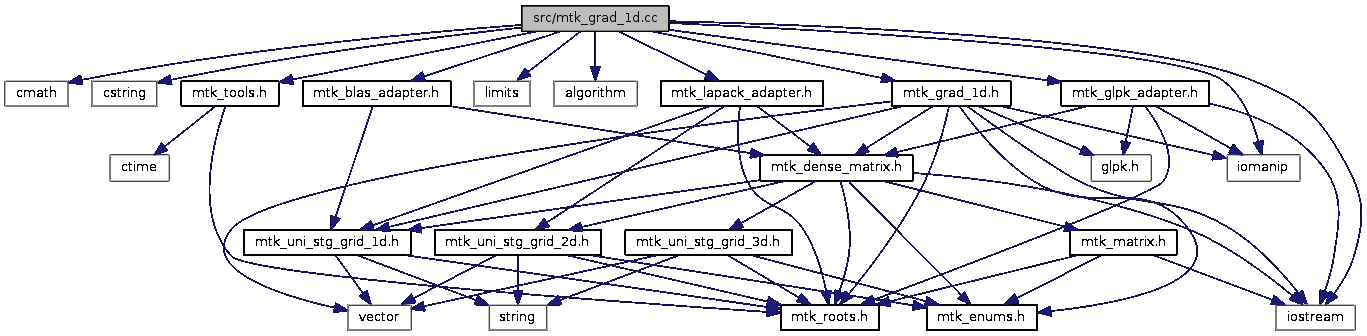 src/mtk_grad_1d.cc
cmath
cstring
mtk_tools.h
mtk_blas_adapter.h
limits
algorithm
mtk_lapack_adapter.h
mtk_grad_1d.h
mtk_glpk_adapter.h
ctime
mtk_dense_matrix.h
glpk.h
iomanip
mtk_uni_stg_grid_1d.h
mtk_uni_stg_grid_2d.h
mtk_uni_stg_grid_3d.h
mtk_matrix.h
vector
string
mtk_roots.h
mtk_enums.h
iostream